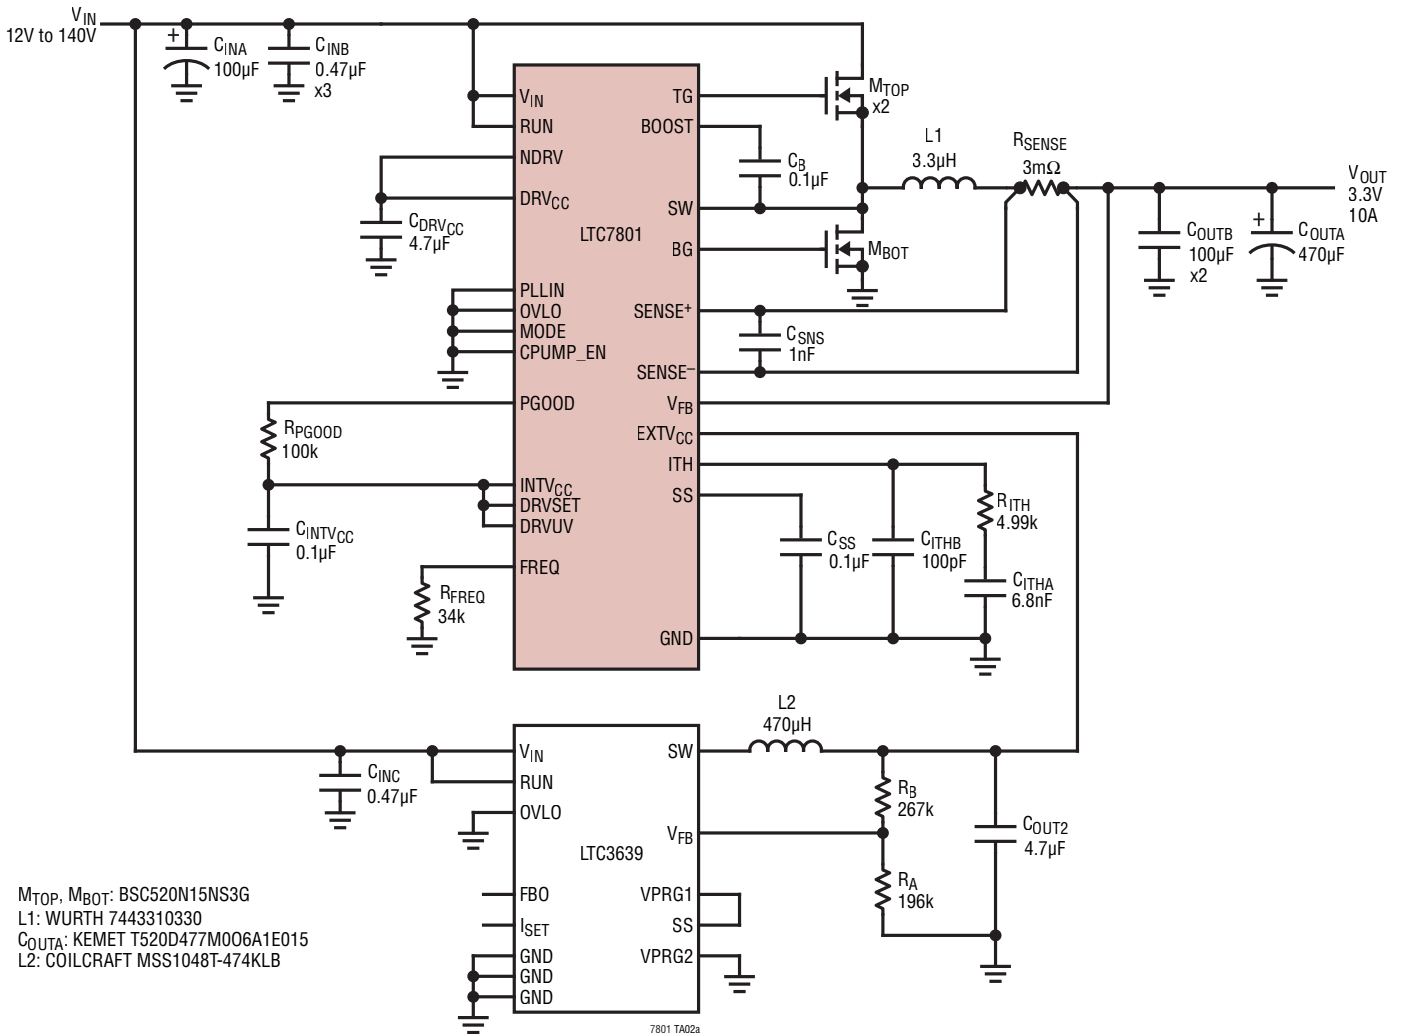 VIN
12V to 140V
+
CINA
100µF
CINB
0.47µF
x3
VIN
RUN
NDRV
DRVCC
CDRVCC
4.7µF
PLLIN
OVLO
MODE
CPUMP_EN
PGOOD
RPGOOD
100k
INTVCC
DRVSET
DRVUV
CINTVCC
0.1µF
FREQ
RFREQ
34k
LTC7801
TG
BOOST
SW
BG
SENSE+
SENSE–
VFB
EXTVCC
ITH
SS
GND
MTOP
x2
CB
0.1µF
MBOT
L1
3.3µH
RSENSE
3mΩ
VOUT
3.3V
10A
COUTB
100µF
x2
+
COUTA
470µF
CSNS
1nF
RITH
4.99k
CSS
0.1µF
CITHB
100pF
CITHA
6.8nF
L2
470µH
CINC
0.47µF
VIN
RUN
OVLO
FBO
ISET
GND
GND
GND
LTC3639
SW
VFB
VPRG1
SS
VPRG2
RB
267k
RA
196k
COUT2
4.7µF
MTOP, MBOT: BSC520N15NS3G
L1: WURTH 7443310330
COUTA: KEMET T520D477M006A1E015
L2: COILCRAFT MSS1048T-474KLB
7801 TA02a